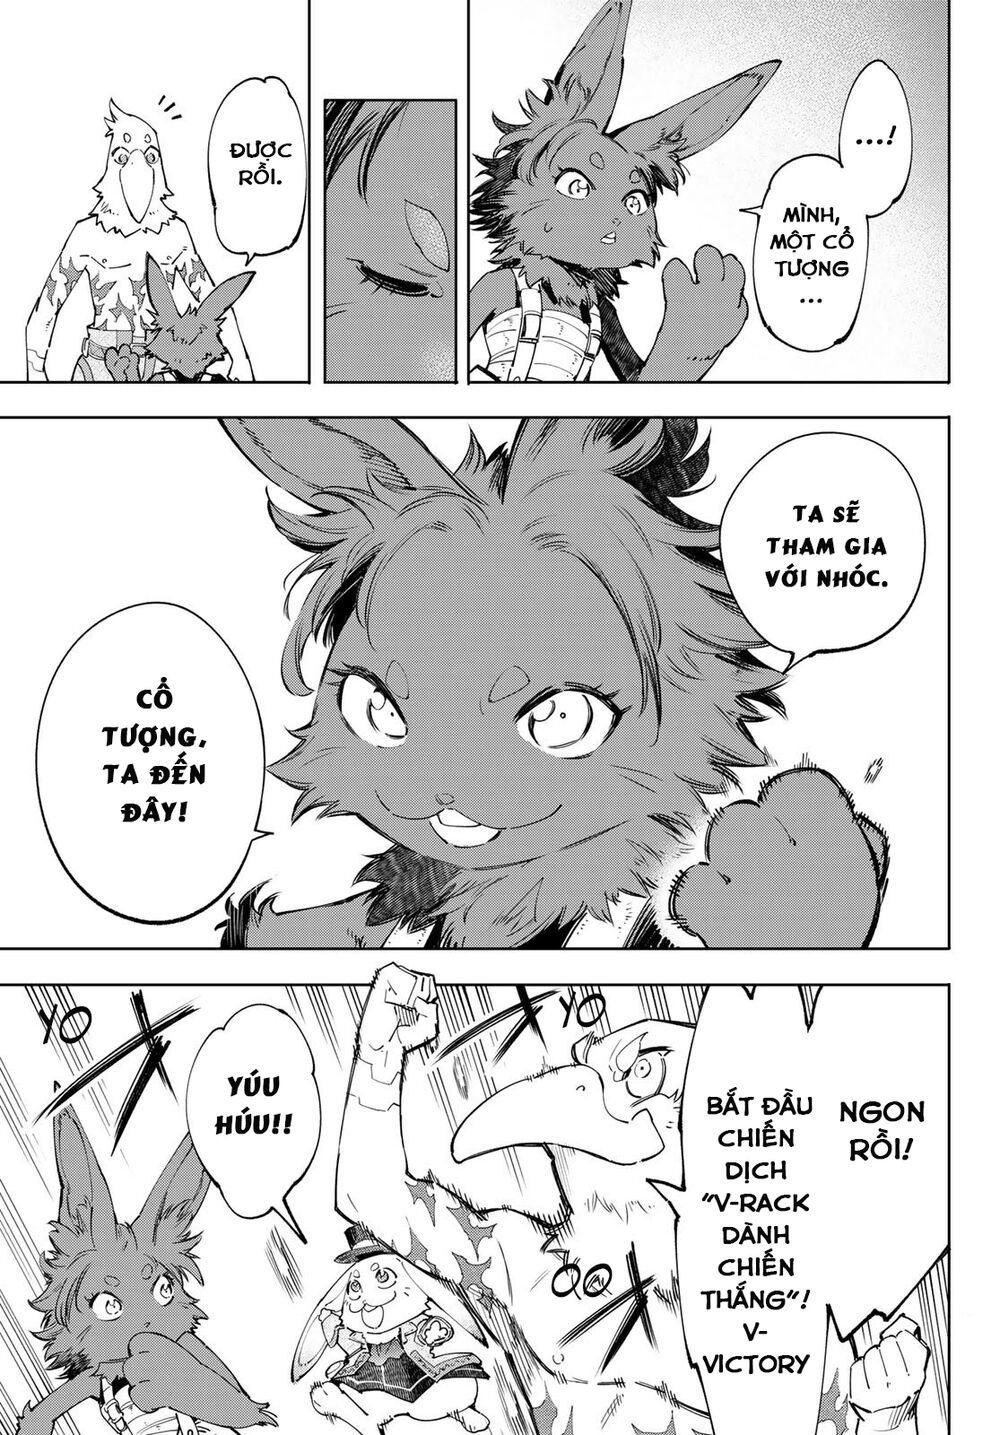 ...!
MÌNH,
MỘT CỔ
TƯỢNG
...
ĐƯỢC
RỒI.
TA SẼ
THAM GIA
VỚI NHÓC.
CỔ
TƯỢNG,
TA ĐẾN
ĐÂY!
NGON
RỒI!
BẮT ĐẦU
CHIẾN
DỊCH
"V-RACK
DÀNH
CHIẾN
THẮNG"!
V-
VICTORY
YO
OO
YÚU
HÚU!!
YO